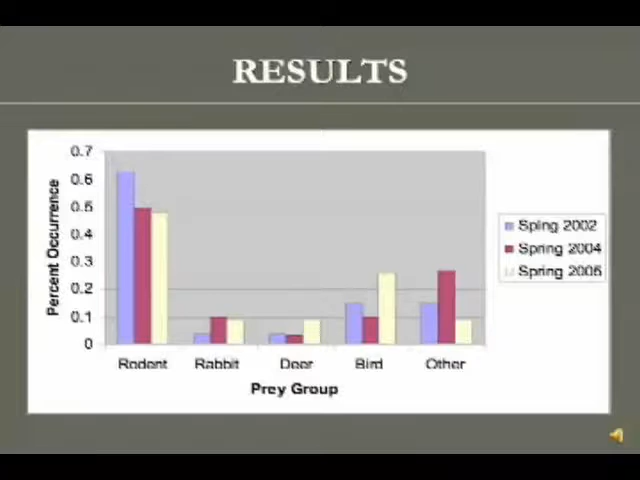 RESULTS
0.7
0.6
0.5
0.4
0.3
0.2
0.1
0
Percent Occurrence
Rodent Rabbit Deer Bird Other
Prey Group
Sping 2002
Spring 2004
Spring 2006